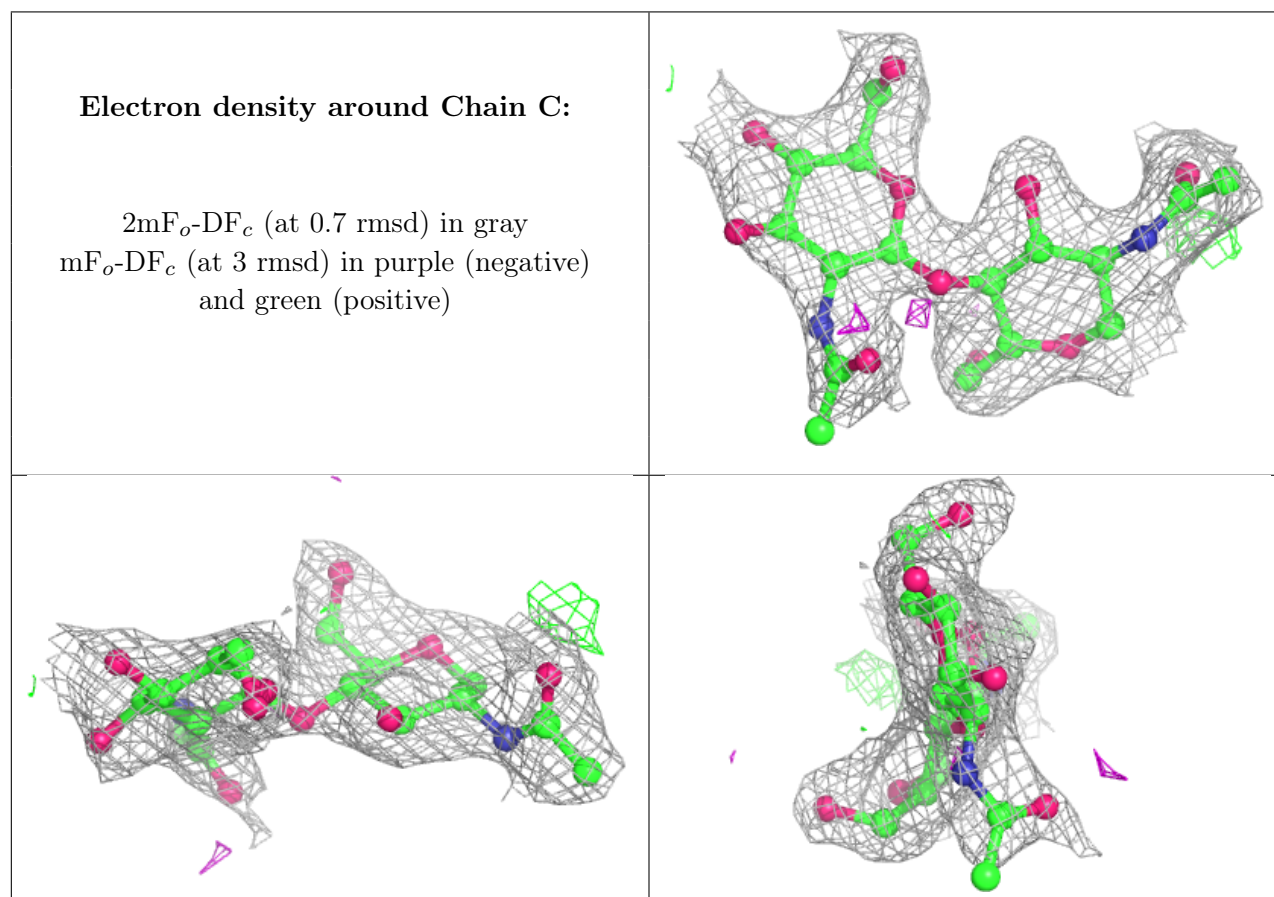 Electron density around Chain C:
2mFₒ-DF𝒸 (at 0.7 rmsd) in gray
mFₒ-DF𝒸 (at 3 rmsd) in purple (negative)
and green (positive)